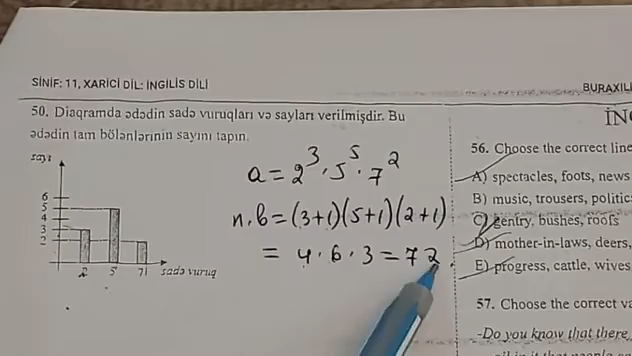 SİNİF: 11, XARİCİ DİL: İNGİLİS DİLİ
BURAXILI
50. Diaqramda ədədin sadə vuruqları və sayları verilmişdir. Bu
ədədin tam bölənlərinin sayını tapın.
sayı
6
5
4
3
2
2 5 7 sadə vuruq
a = 2³ · 5⁵ · 7²
n.b = (3+1)(5+1)(2+1)
= 4 · 6 · 3 = 72
İNG
56. Choose the correct line
A) spectacles, foots, news
B) music, trousers, politic
C) gentry, bushes, roofs
D) mother-in-laws, deers,
E) progress, cattle, wives
57. Choose the correct va
-Do you know that there